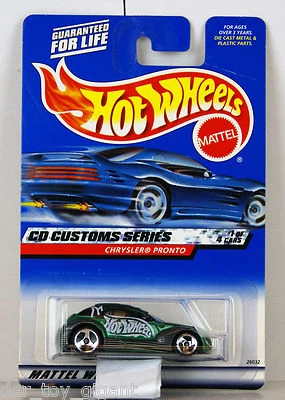 GUARANTEED
FOR LIFE
FOR AGES
OVER 3 YEARS.
DIE CAST METAL &
PLASTIC PARTS.
HOT WHEELS
MATTEL
®
CD CUSTOMS SERIES
1 OF
4 CARS
CHRYSLER® PRONTO
HOT WHEELS
26032
MATTEL W
der_toy_gigant